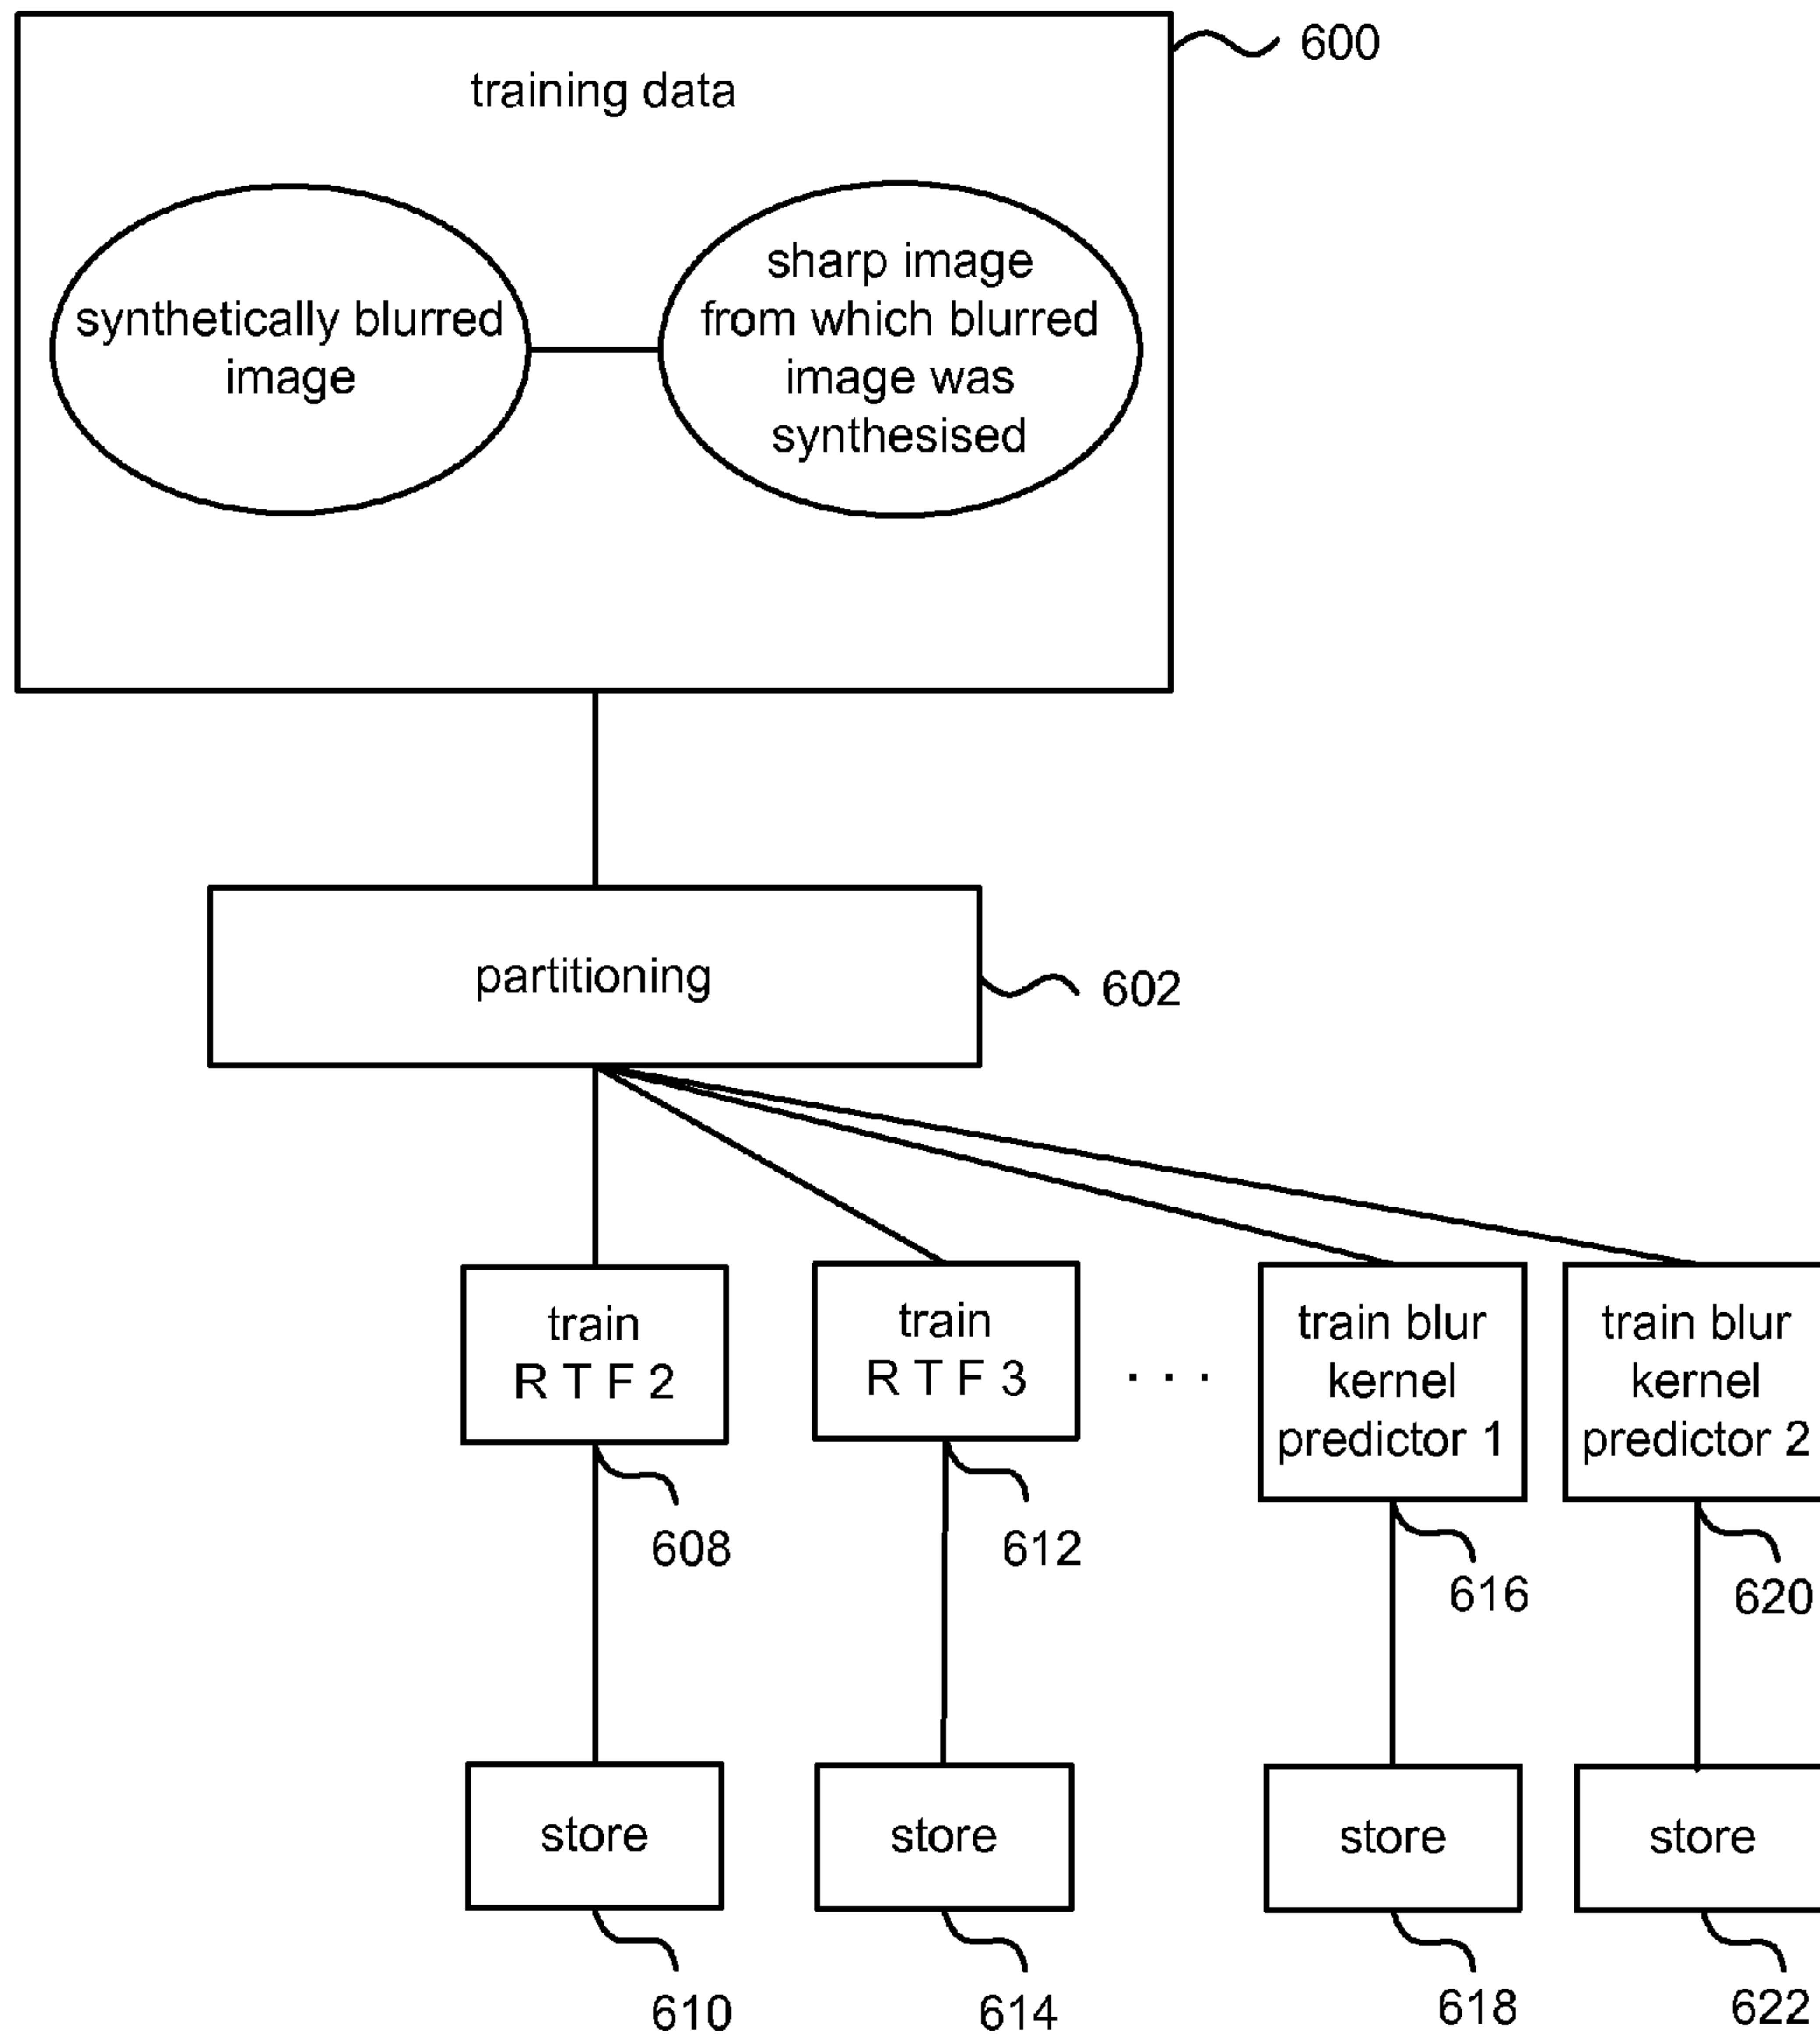 600
training data
synthetically blurred
image
sharp image
from which blurred
image was
synthesised
partitioning
602
train
R T F 2
train
R T F 3
. . .
train blur
kernel
predictor 1
train blur
kernel
predictor 2
608
612
616
620
store
store
store
store
610
614
618
622